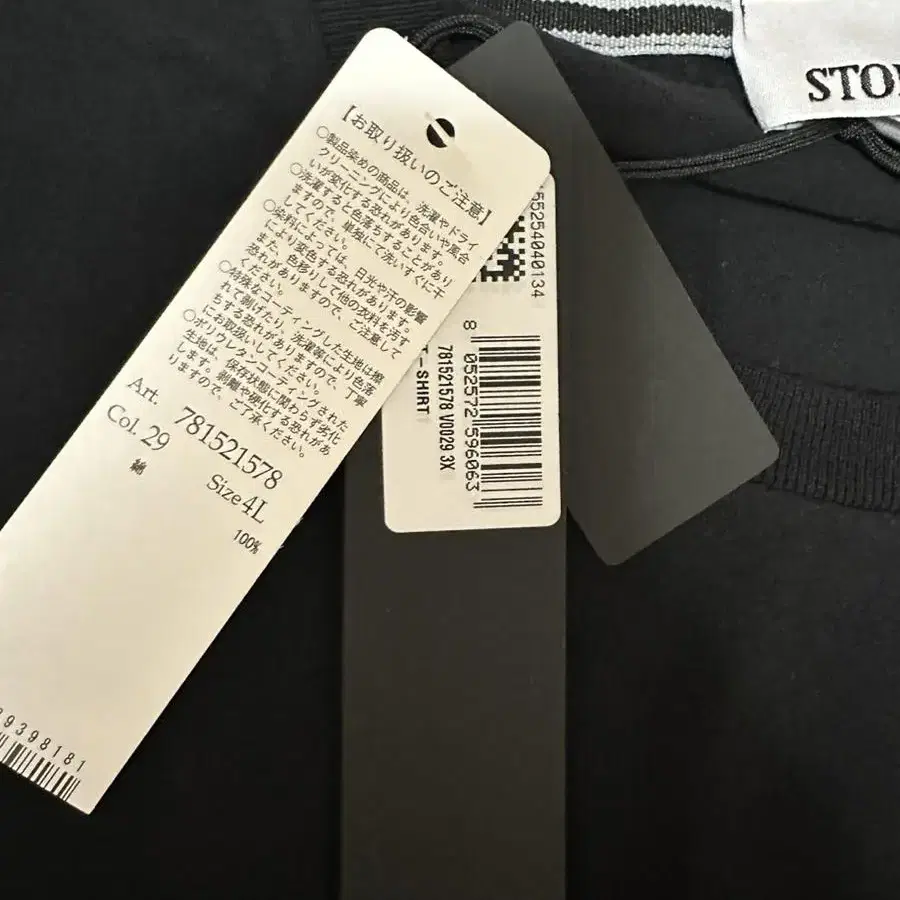 【お取り扱いのご注意】
○製品染めの商品は、洗濯やドライ
クリーニングにより色合いや風合
いが変化する恐れがあります。
○洗濯すると色落ちすることがあり
ますので、単独にて洗いすぐに干
してください。
○染料によっては、日光や汗の影響
により変色する恐れがあります。
また、色移りして他の衣料を汚す
恐れがありますので、ご注意して
ください。
○特殊なコーティングした生地は擦
れて剥げたり、洗濯等により色落
ちする恐れがありますので、丁寧
にお取扱いしてください。
○ポリウレタンコーティングされた
生地は、保存状態に関わらず劣化
します。剥離や硬化する恐れがあ
りますので、ご了承ください。
Art. 781521578
Col. 29 Size 4L
綿 100%
9398181
55254040134
8 052572 596063
781521578 V0029 3X
T-SHIRT
STO